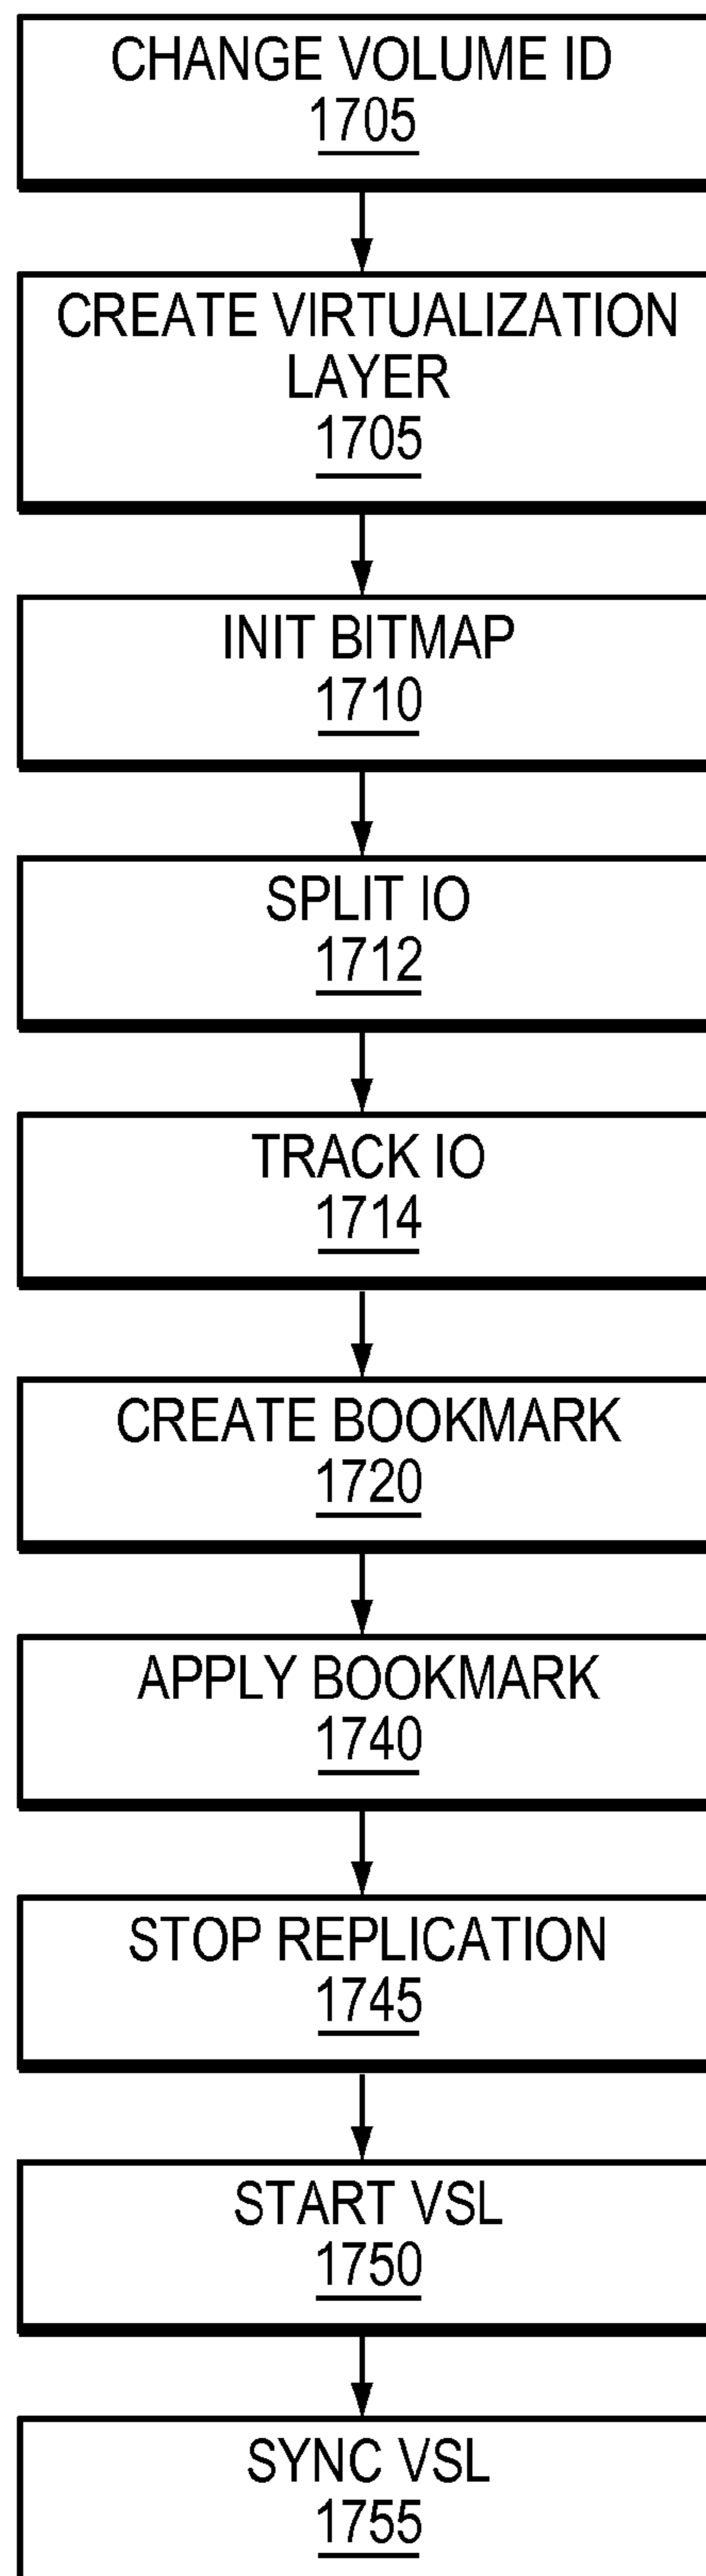 CHANGE VOLUME ID
1705
CREATE VIRTUALIZATION
LAYER
1705
INIT BITMAP
1710
SPLIT IO
1712
TRACK IO
1714
CREATE BOOKMARK
1720
APPLY BOOKMARK
1740
STOP REPLICATION
1745
START VSL
1750
SYNC VSL
1755